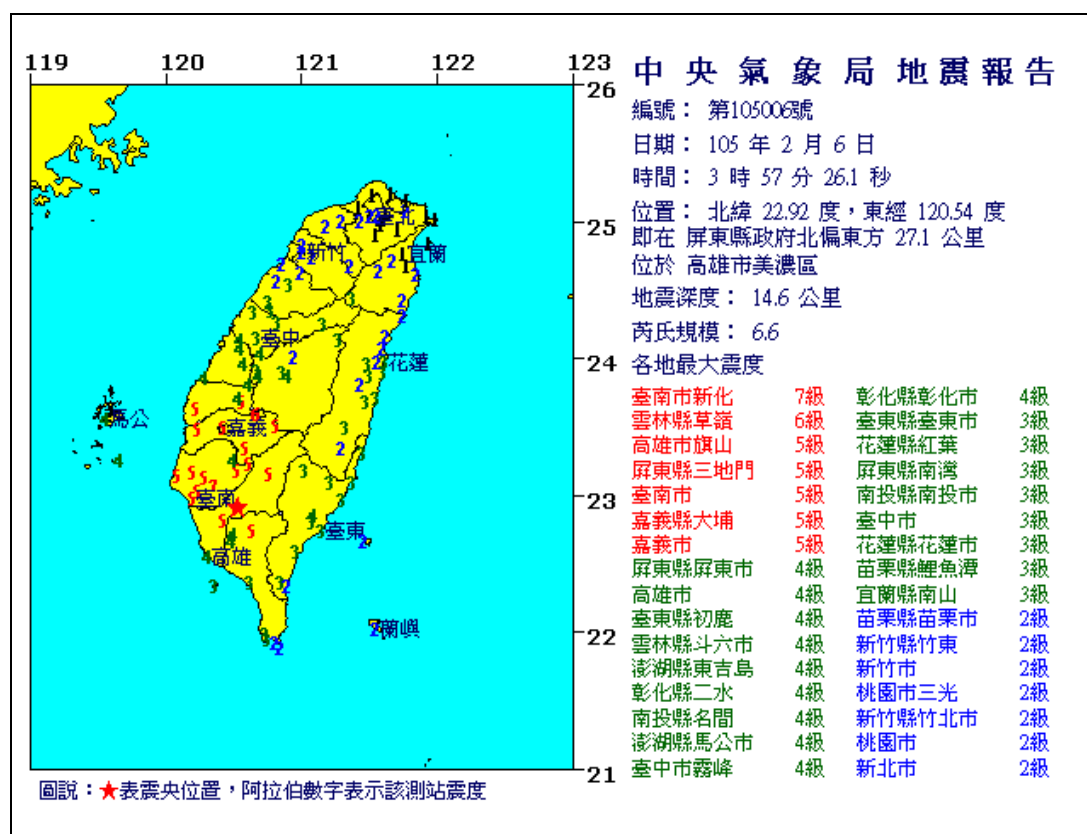 119 120 121 122 123
26
25
24
23
22
21
臺北
新竹
宜蘭
臺中
花蓮
馬公
嘉義
臺南
臺東
高雄
蘭嶼
圖說：★表震央位置，阿拉伯數字表示該測站震度
中央氣象局地震報告
編號： 第105006號
日期： 105 年 2 月 6 日
時間： 3 時 57 分 26.1 秒
位置： 北緯 22.92 度，東經 120.54 度
即在 屏東縣政府北偏東方 27.1 公里
位於 高雄市美濃區
地震深度： 14.6 公里
芮氏規模： 6.6
各地最大震度
臺南市新化 7級 彰化縣彰化市 4級
雲林縣草嶺 6級 臺東縣臺東市 3級
高雄市旗山 5級 花蓮縣紅葉 3級
屏東縣三地門 5級 屏東縣南灣 3級
臺南市 5級 南投縣南投市 3級
嘉義縣大埔 5級 臺中市 3級
嘉義市 5級 花蓮縣花蓮市 3級
屏東縣屏東市 4級 苗栗縣鯉魚潭 3級
高雄市 4級 宜蘭縣南山 3級
臺東縣初鹿 4級 苗栗縣苗栗市 2級
雲林縣斗六市 4級 新竹縣竹東 2級
澎湖縣東吉島 4級 新竹市 2級
彰化縣二水 4級 桃園市三光 2級
南投縣名間 4級 新竹縣竹北市 2級
澎湖縣馬公市 4級 桃園市 2級
臺中市霧峰 4級 新北市 2級